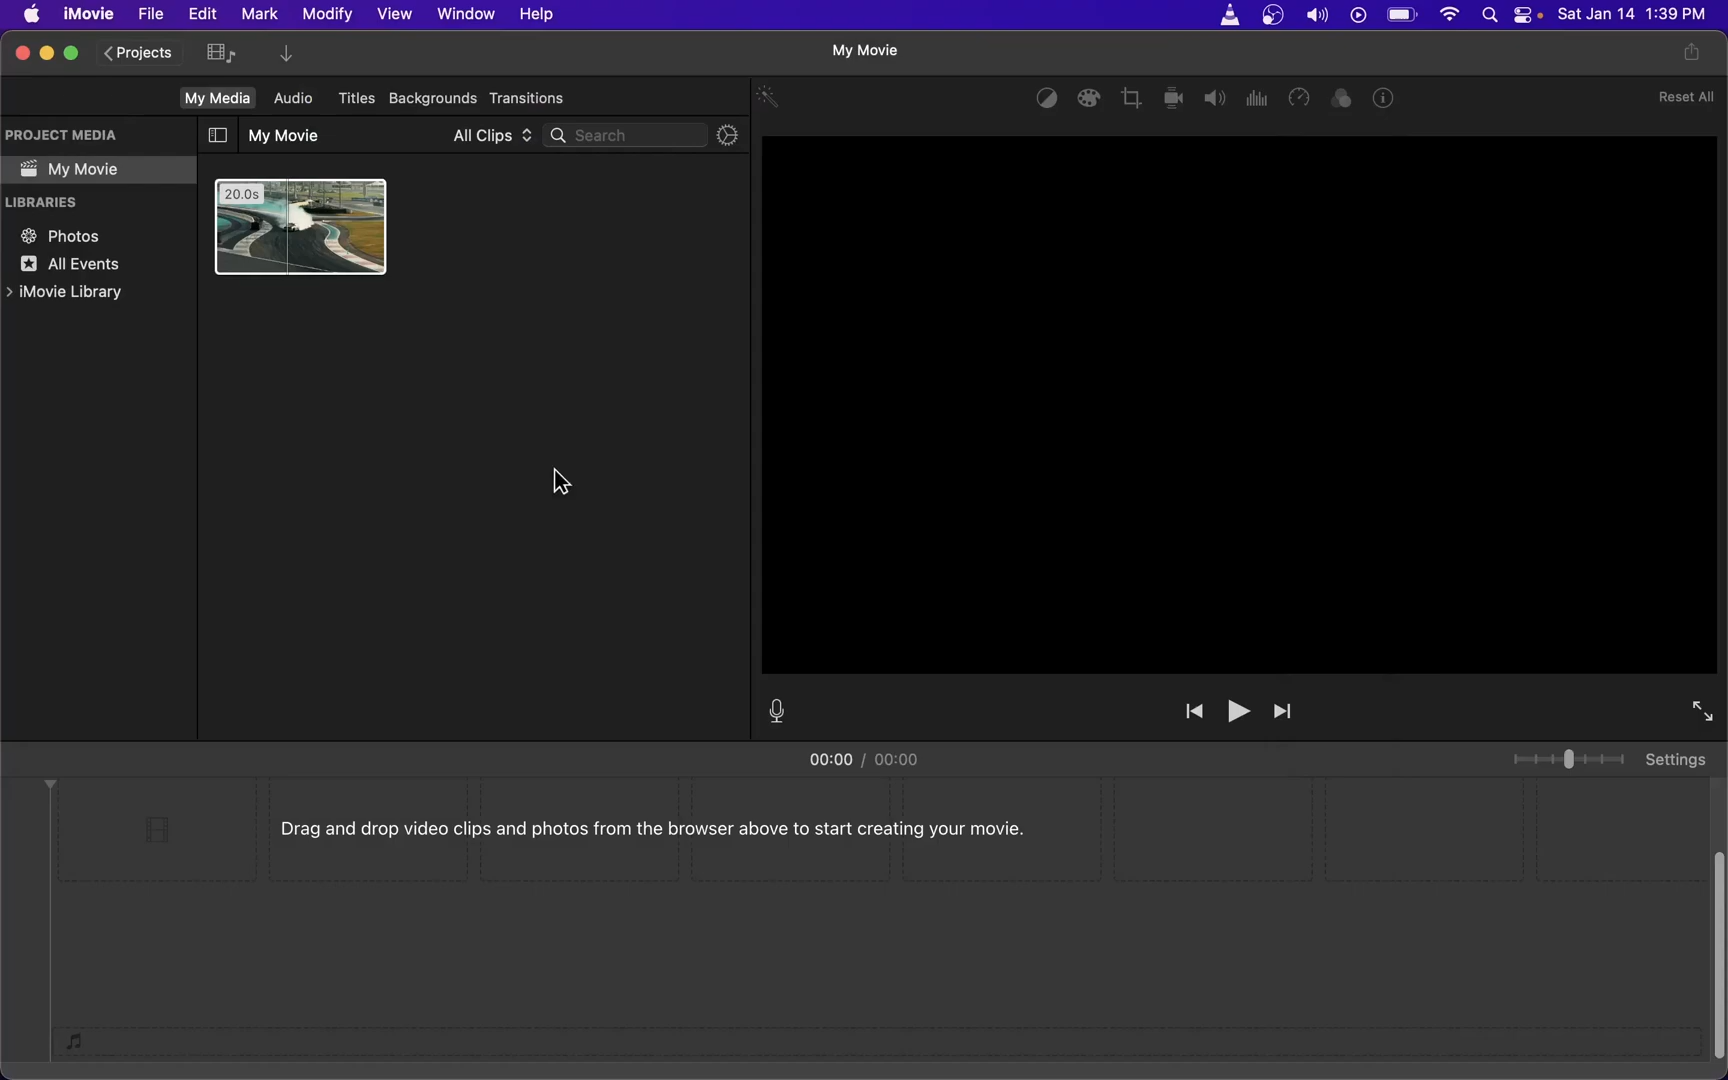 iMovie File Edit Mark Modify View Window Help Sat Jan 14 1:39 PM
Projects My Movie
My Media Audio Titles Backgrounds Transitions Reset All
PROJECT MEDIA My Movie All Clips Search
My Movie
20.0s
LIBRARIES
Photos
All Events
iMovie Library
00:00 / 00:00 Settings
Drag and drop video clips and photos from the browser above to start creating your movie.